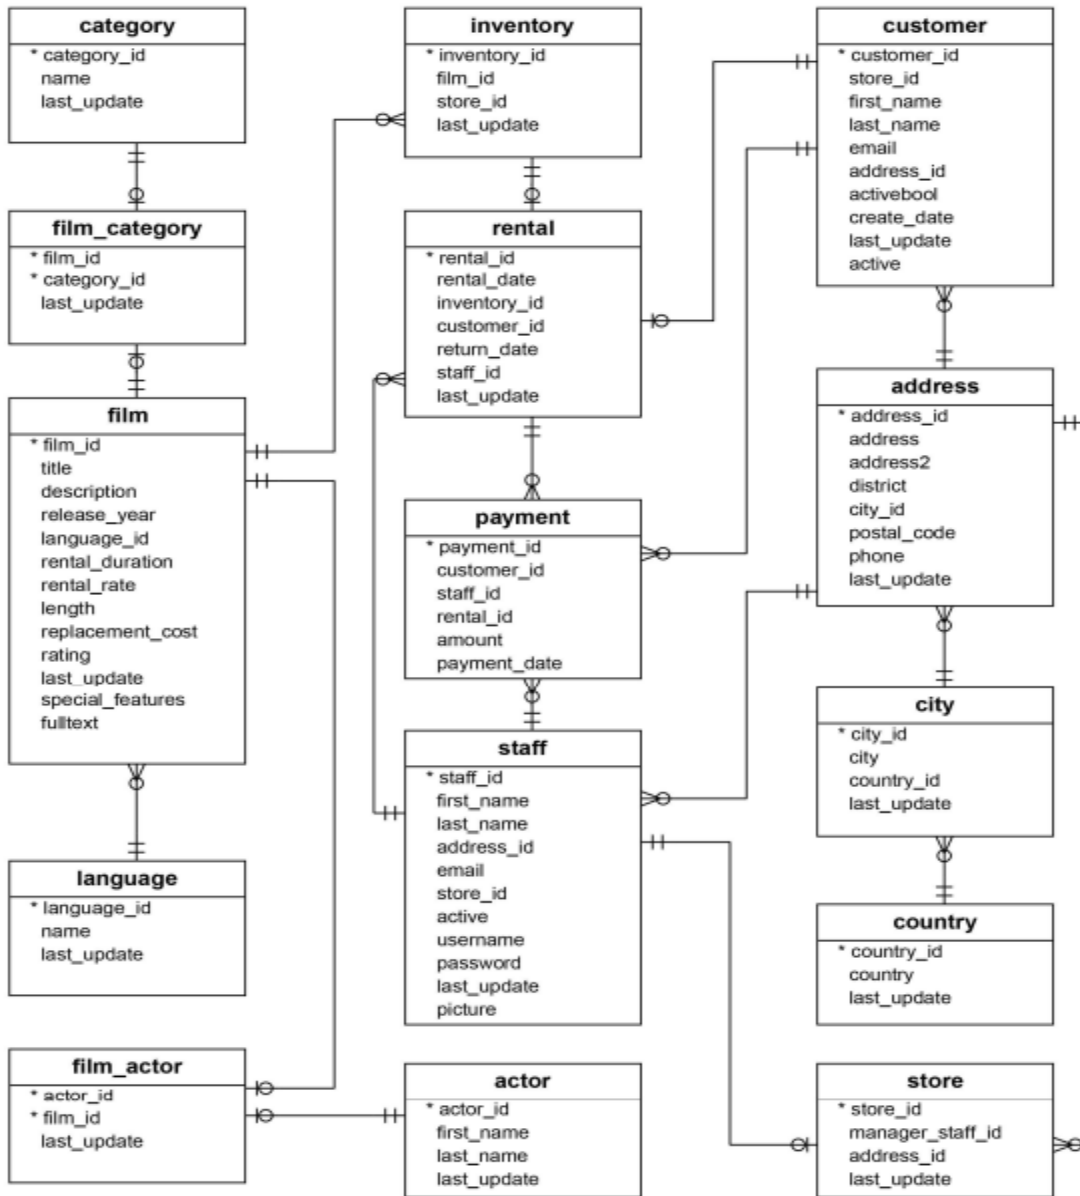 category
* category_id
name
last_update
film_category
* film_id
* category_id
last_update
film
* film_id
title
description
release_year
language_id
rental_duration
rental_rate
length
replacement_cost
rating
last_update
special_features
fulltext
language
* language_id
name
last_update
film_actor
* actor_id
* film_id
last_update
inventory
* inventory_id
film_id
store_id
last_update
rental
* rental_id
rental_date
inventory_id
customer_id
return_date
staff_id
last_update
payment
* payment_id
customer_id
staff_id
rental_id
amount
payment_date
staff
* staff_id
first_name
last_name
address_id
email
store_id
active
username
password
last_update
picture
actor
* actor_id
first_name
last_name
last_update
customer
* customer_id
store_id
first_name
last_name
email
address_id
activebool
create_date
last_update
active
address
* address_id
address
address2
district
city_id
postal_code
phone
last_update
city
* city_id
city
country_id
last_update
country
* country_id
country
last_update
store
* store_id
manager_staff_id
address_id
last_update